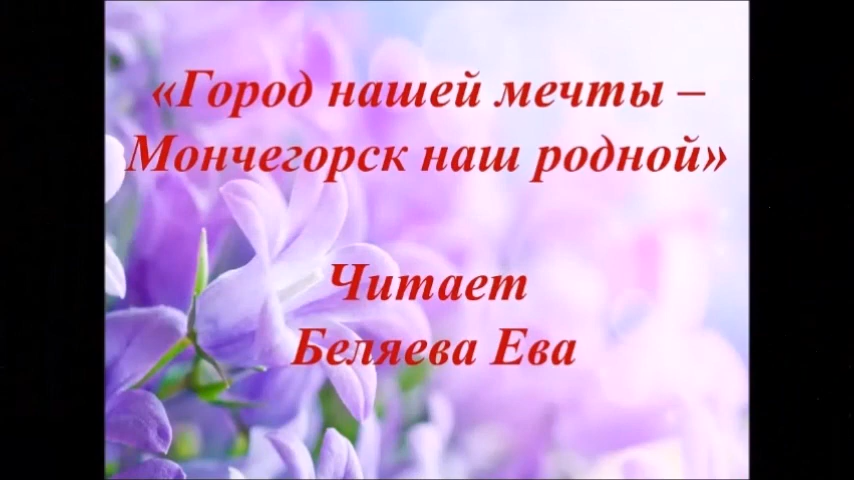 «Город нашей мечты –
Мончегорск наш родной»
Читает
Беляева Ева